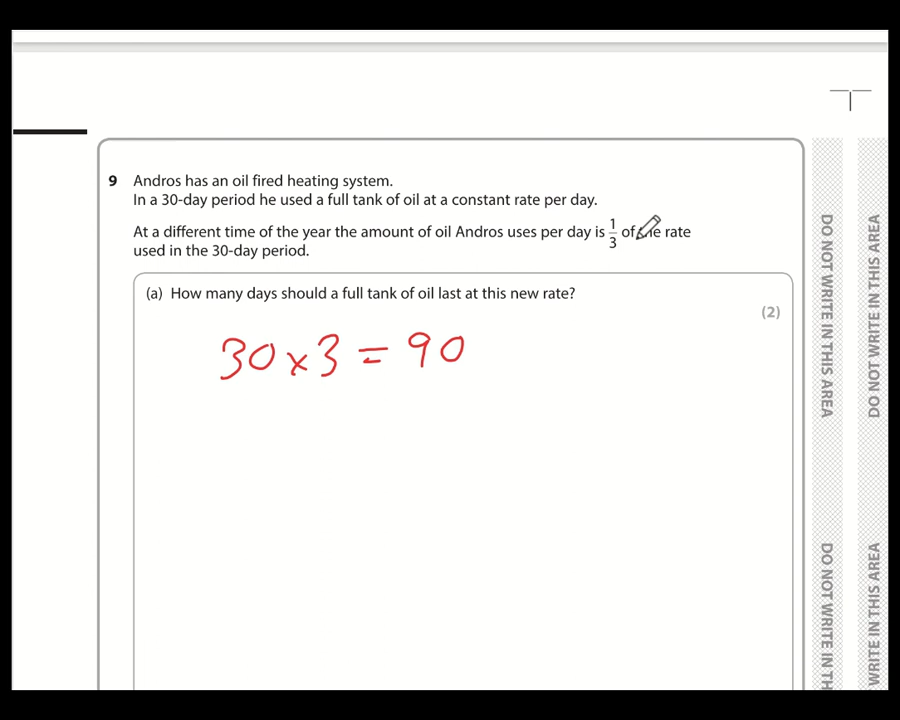 9 Andros has an oil fired heating system.
In a 30-day period he used a full tank of oil at a constant rate per day.
At a different time of the year the amount of oil Andros uses per day is 1/3 of the rate
used in the 30-day period.
(a) How many days should a full tank of oil last at this new rate?
(2)
30 x 3 = 90
DO NOT WRITE IN THIS AREA
DO NOT WRITE IN THIS AREA
DO NOT WRITE IN TH
WRITE IN THIS AREA